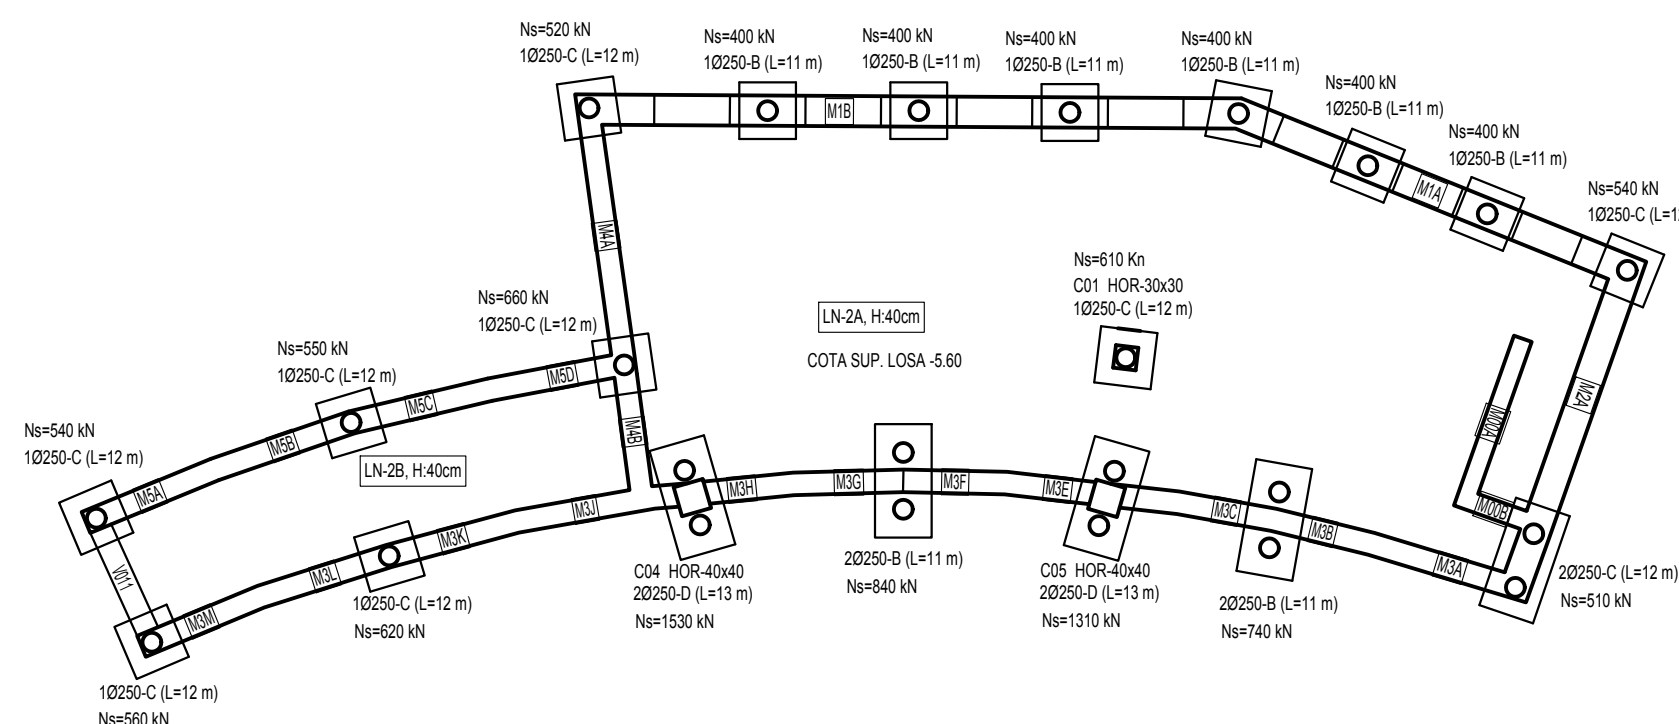 Ns=520 kN
1Ø250-C (L=12 m)
Ns=400 kN
1Ø250-B (L=11 m)
Ns=400 kN
1Ø250-B (L=11 m)
Ns=400 kN
1Ø250-B (L=11 m)
Ns=400 kN
1Ø250-B (L=11 m)
Ns=400 kN
1Ø250-B (L=11 m)
Ns=400 kN
1Ø250-B (L=11 m)
Ns=540 kN
1Ø250-C (L=1
M1B
M1A
M4A
Ns=610 Kn
C01 HOR-30x30
1Ø250-C (L=12 m)
Ns=660 kN
1Ø250-C (L=12 m)
LN-2A, H:40cm
COTA SUP. LOSA -5.60
Ns=550 kN
1Ø250-C (L=12 m)
M5D
M5C
M2A
M00A
Ns=540 kN
1Ø250-C (L=12 m)
M5B
M4B
LN-2B, H:40cm
M5A
M3H
M3G
M3F
M3E
M3J
M3C
M00B
M3K
M3B
M3A
V011
M3L
M3M
1Ø250-C (L=12 m)
Ns=620 kN
C04 HOR-40x40
2Ø250-D (L=13 m)
Ns=1530 kN
2Ø250-B (L=11 m)
Ns=840 kN
C05 HOR-40x40
2Ø250-D (L=13 m)
Ns=1310 kN
2Ø250-B (L=11 m)
Ns=740 kN
2Ø250-C (L=12 m)
Ns=510 kN
1Ø250-C (L=12 m)
Ns=560 kN